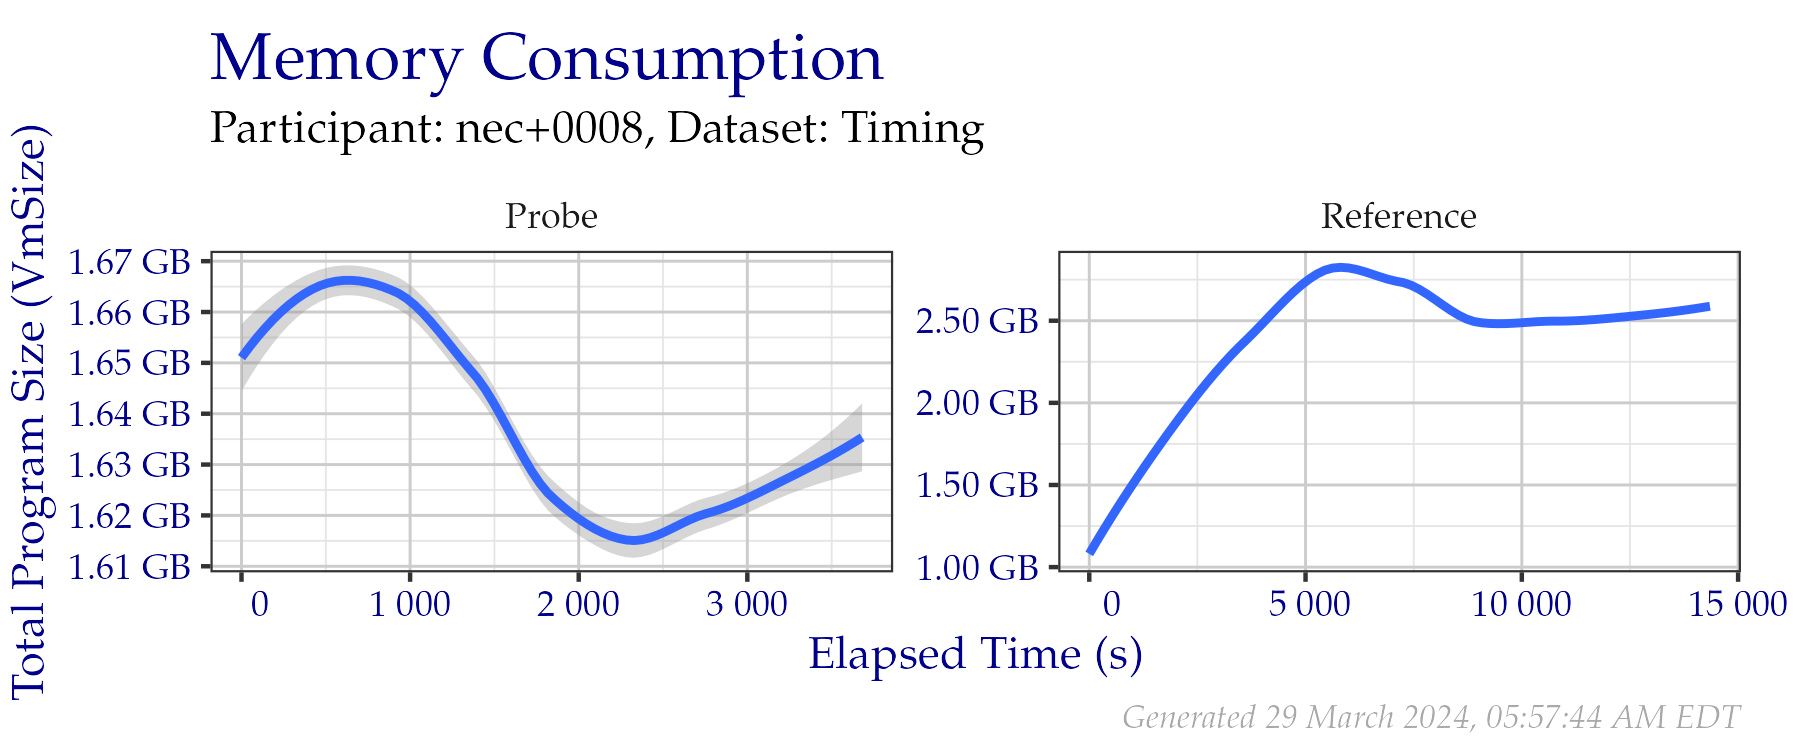 Memory Consumption
Participant: nec+0008, Dataset: Timing
Total Program Size (VmSize)
Probe
1.67 GB
1.66 GB
1.65 GB
1.64 GB
1.63 GB
1.62 GB
1.61 GB
0 1 000 2 000 3 000
Reference
2.50 GB
2.00 GB
1.50 GB
1.00 GB
0 5 000 10 000 15 000
Elapsed Time (s)
Generated 29 March 2024, 05:57:44 AM EDT